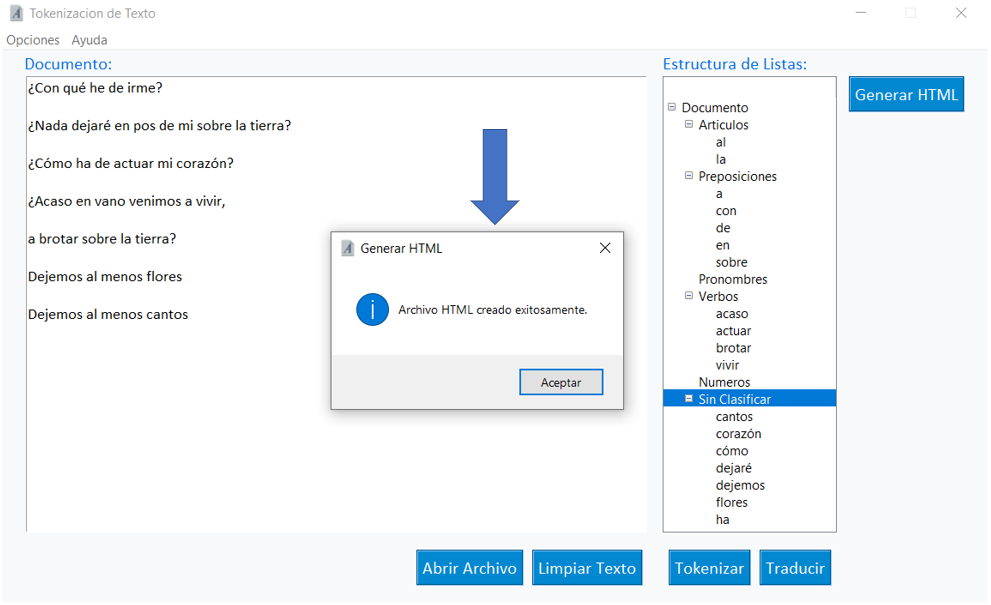 Tokenizacion de Texto
Opciones Ayuda
Documento:
¿Con qué he de irme?
¿Nada dejaré en pos de mi sobre la tierra?
¿Cómo ha de actuar mi corazón?
¿Acaso en vano venimos a vivir,
a brotar sobre la tierra?
Dejemos al menos flores
Dejemos al menos cantos
Generar HTML
Archivo HTML creado exitosamente.
Aceptar
Estructura de Listas:
Documento
Articulos
al
la
Preposiciones
a
con
de
en
sobre
Pronombres
Verbos
acaso
actuar
brotar
vivir
Numeros
Sin Clasificar
cantos
corazón
cómo
dejaré
dejemos
flores
ha
Generar HTML
Abrir Archivo
Limpiar Texto
Tokenizar
Traducir